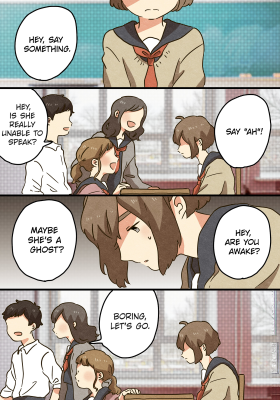 HEY, SAY
SOMETHING.
HEY,
IS SHE
REALLY
UNABLE TO
SPEAK?
SAY "AH"!
MAYBE
SHE'S A
GHOST?
HEY,
ARE YOU
AWAKE?
BORING,
LET'S GO.